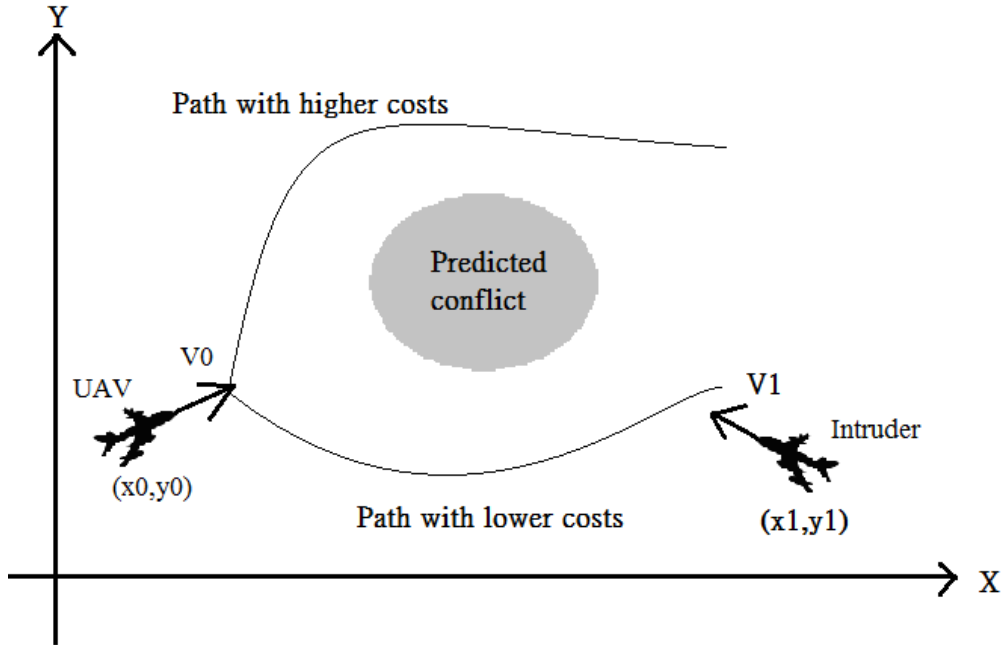 Y
Path with higher costs
Predicted
conflict
V0
UAV
(x0,y0)
V1
Intruder
(x1,y1)
Path with lower costs
X